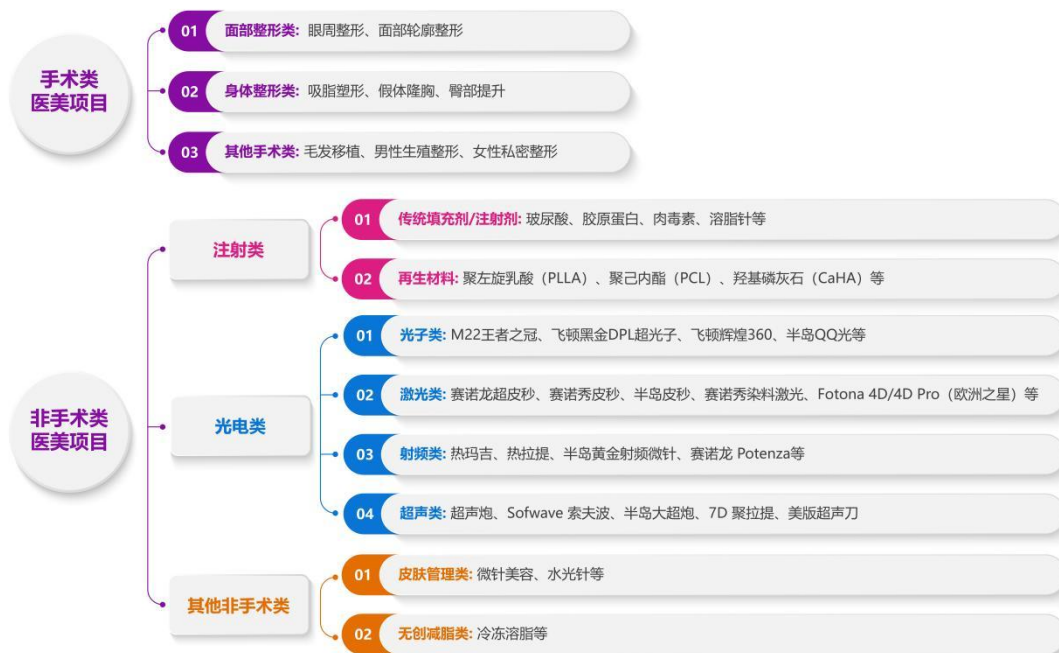 手术类
医美项目
01 面部整形类: 眼周整形、面部轮廓整形
02 身体整形类: 吸脂塑形、假体隆胸、臀部提升
03 其他手术类: 毛发移植、男性生殖整形、女性私密整形
非手术类
医美项目
注射类
01 传统填充剂/注射剂: 玻尿酸、胶原蛋白、肉毒素、溶脂针等
02 再生材料: 聚左旋乳酸（PLLA）、聚己内酯（PCL）、羟基磷灰石（CaHA）等
光电类
01 光子类: M22王者之冠、飞顿黑金DPL超光子、飞顿辉煌360、半岛QQ光等
02 激光类: 赛诺龙超皮秒、赛诺秀皮秒、半岛皮秒、赛诺秀染料激光、Fotona 4D/4D Pro（欧洲之星）等
03 射频类: 热玛吉、热拉提、半岛黄金射频微针、赛诺龙 Potenza等
04 超声类: 超声炮、Sofwave 索夫波、半岛大超炮、7D 聚拉提、美版超声刀
其他非手术类
01 皮肤管理类: 微针美容、水光针等
02 无创减脂类: 冷冻溶脂等